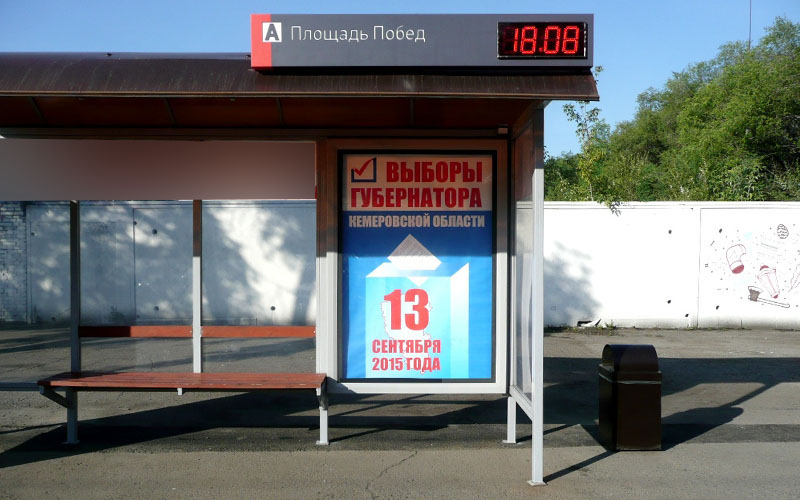 А Площадь Побед 18.08
ВЫБОРЫ
ГУБЕРНАТОРА
КЕМЕРОВСКОЙ ОБЛАСТИ
13
СЕНТЯБРЯ
2015 ГОДА